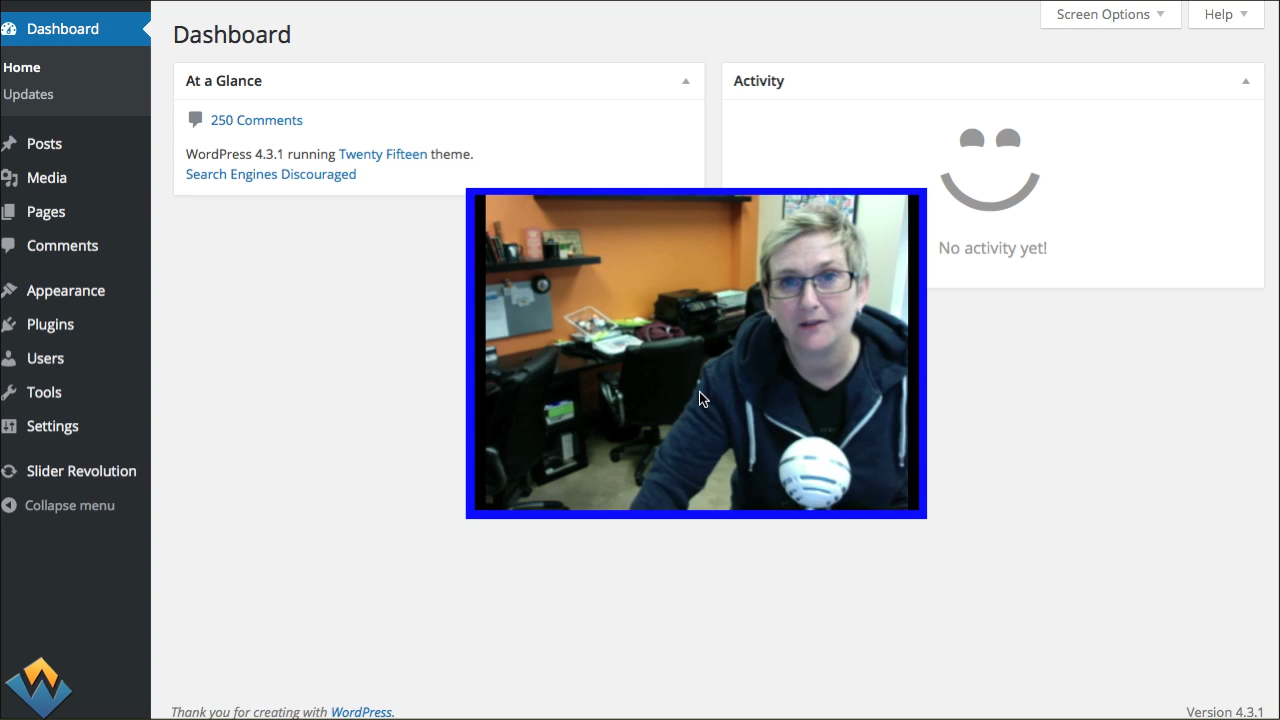 Screen Options
Help
Dashboard
Home
Updates
Posts
Media
Pages
Comments
Appearance
Plugins
Users
Tools
Settings
Slider Revolution
Collapse menu
Dashboard
At a Glance
250 Comments
WordPress 4.3.1 running Twenty Fifteen theme.
Search Engines Discouraged
Activity
No activity yet!
Thank you for creating with WordPress.
Version 4.3.1